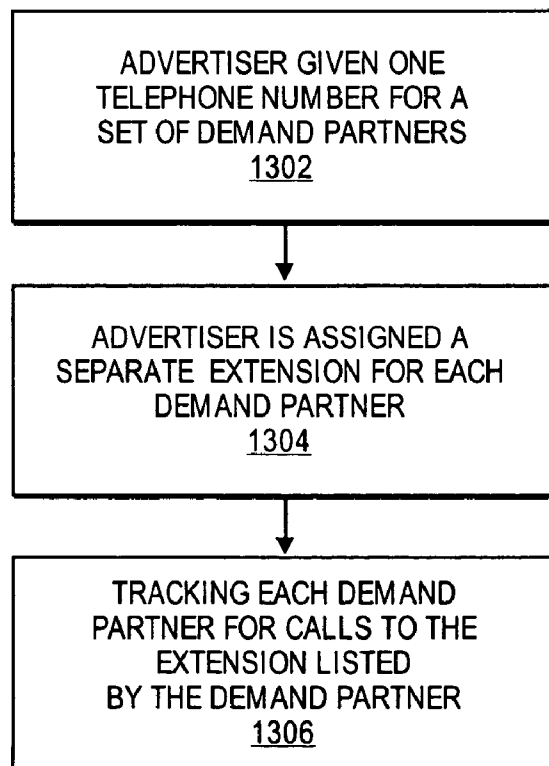 ADVERTISER GIVEN ONE
TELEPHONE NUMBER FOR A
SET OF DEMAND PARTNERS
1302
ADVERTISER IS ASSIGNED A
SEPARATE EXTENSION FOR EACH
DEMAND PARTNER
1304
TRACKING EACH DEMAND
PARTNER FOR CALLS TO THE
EXTENSION LISTED
BY THE DEMAND PARTNER
1306